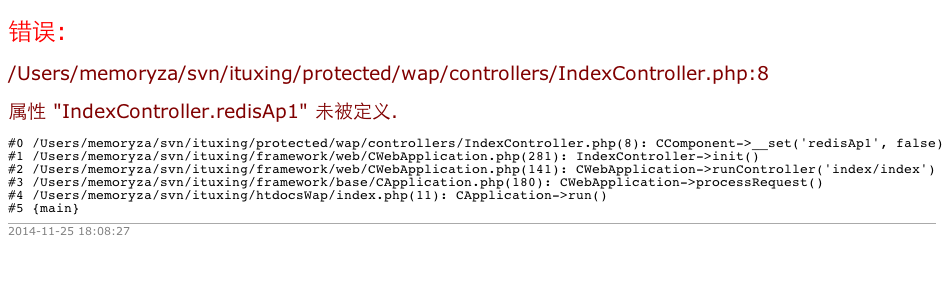 错误:
/Users/memoryza/svn/ituxing/protected/wap/controllers/IndexController.php:8
属性 "IndexController.redisAp1" 未被定义.
#0 /Users/memoryza/svn/ituxing/protected/wap/controllers/IndexController.php(8): CComponent->__set('redisAp1', false)
#1 /Users/memoryza/svn/ituxing/framework/web/CWebApplication.php(281): IndexController->init()
#2 /Users/memoryza/svn/ituxing/framework/web/CWebApplication.php(141): CWebApplication->runController('index/index')
#3 /Users/memoryza/svn/ituxing/framework/base/CApplication.php(180): CWebApplication->processRequest()
#4 /Users/memoryza/svn/ituxing/htdocsWap/index.php(11): CApplication->run()
#5 {main}
2014-11-25 18:08:27